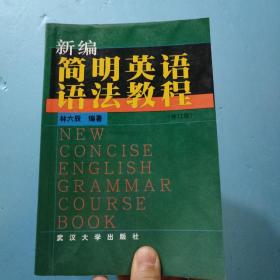 新编
简明英语
语法教程
林六辰 编著
（修订版）
NEW
CONCISE
ENGLISH
GRAMMAR
COURSE
BOOK
武汉大学出版社